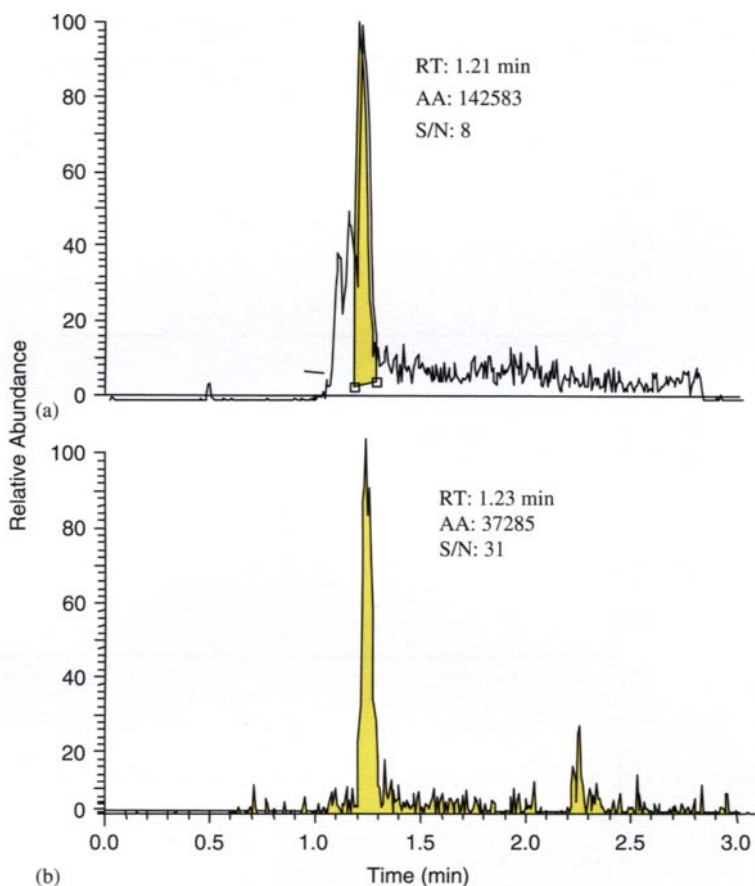 100
80
60
40
20
0
RT: 1.21 min
AA: 142583
S/N: 8
(a)
Relative Abundance
100
80
60
40
20
0
RT: 1.23 min
AA: 37285
S/N: 31
0.0 0.5 1.0 1.5 2.0 2.5 3.0
(b)
Time (min)